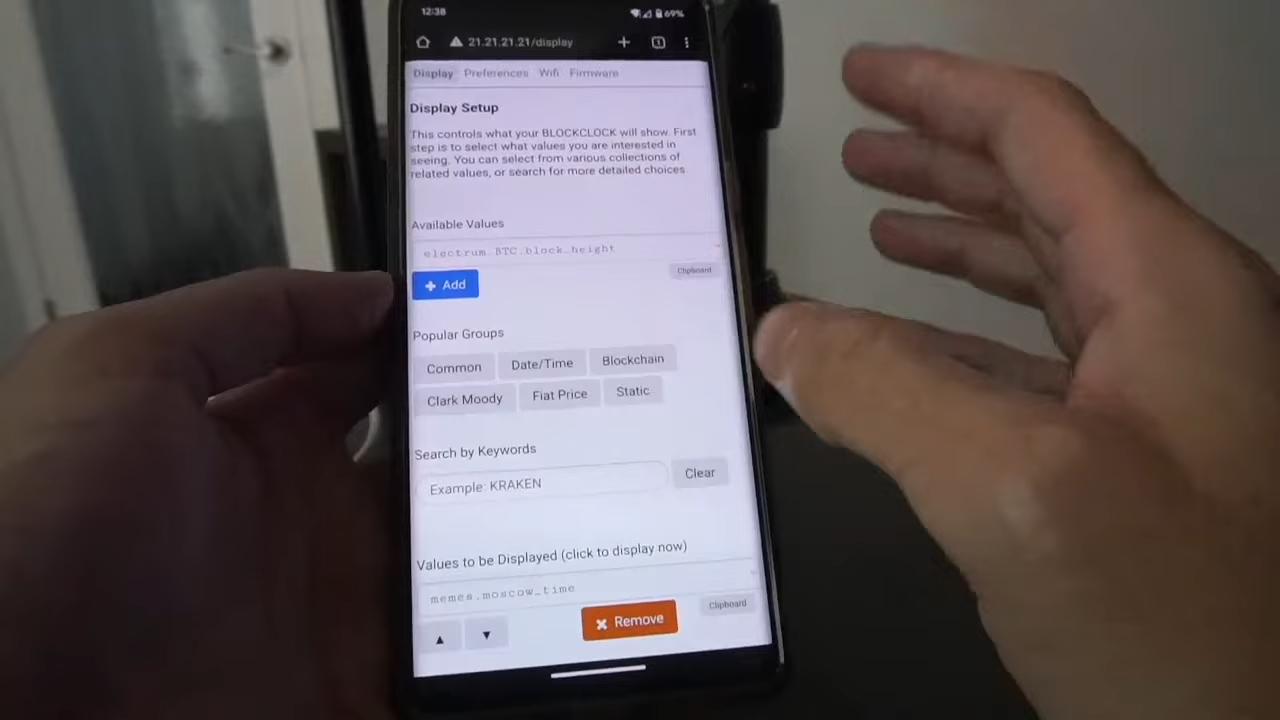 12:38
69%
21.21.21.21/display
1
Display Preferences Wifi Firmware
Display Setup
This controls what your BLOCKCLOCK will show. First
step is to select what values you are interested in
seeing. You can select from various collections of
related values, or search for more detailed choices
Available Values
electrum.BTC.block_height
Clipboard
+ Add
Popular Groups
Common Date/Time Blockchain
Clark Moody Fiat Price Static
Search by Keywords
Example: KRAKEN Clear
Values to be Displayed (click to display now)
memes.moscow_time
Clipboard
Remove